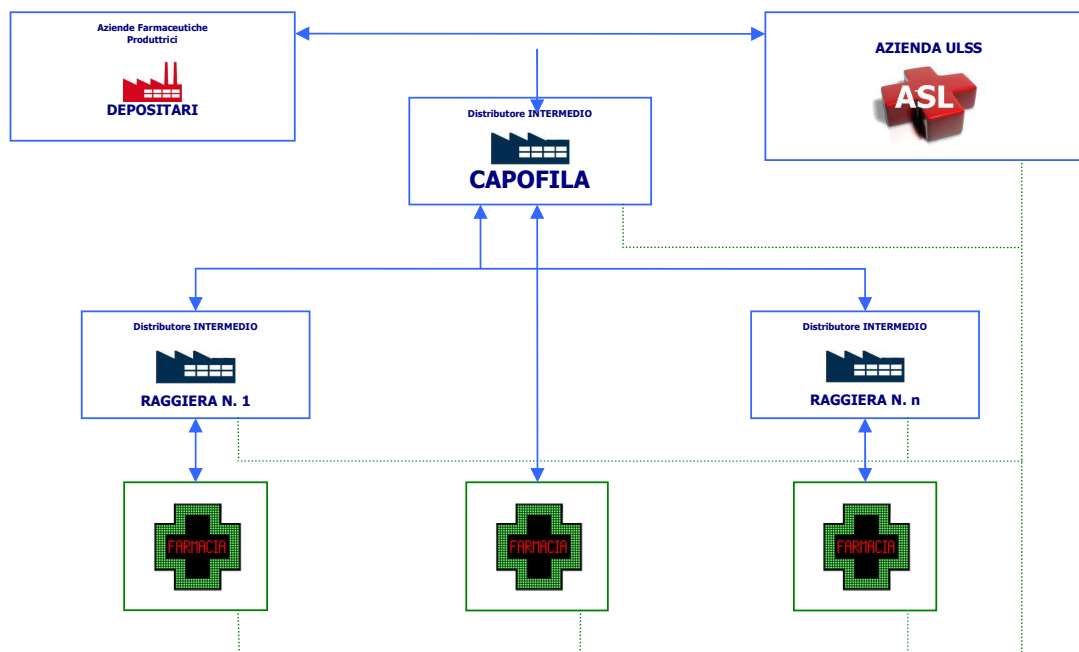 Aziende Farmaceutiche
Produttrici
DEPOSITARI
AZIENDA ULSS
ASL
Distributore INTERMEDIO
CAPOFILA
Distributore INTERMEDIO
RAGGIERA N. 1
Distributore INTERMEDIO
RAGGIERA N. n
FARMACIA
FARMACIA
FARMACIA